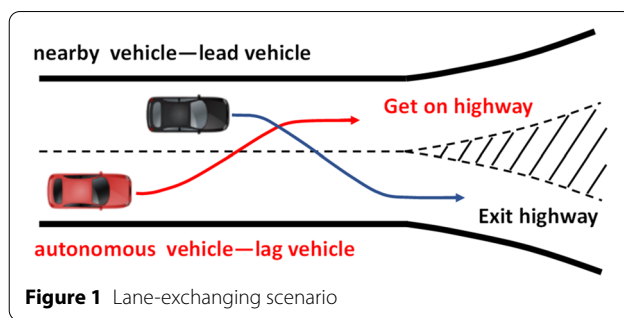 nearby vehicle—lead vehicle
Get on highway
Exit highway
autonomous vehicle—lag vehicle
Figure 1 Lane-exchanging scenario